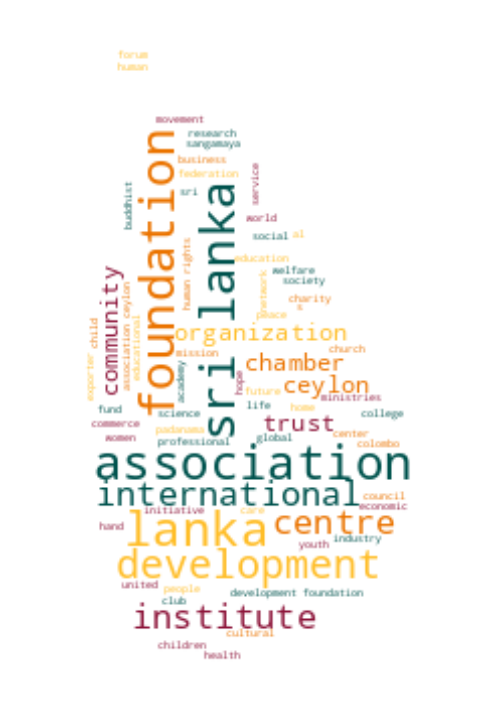 forum
human
movement
research
sangamaya
business
federation
sri
buddhist
service
foundation
sri lanka
world
social al
human rights
education
welfare
society
network
charity
s
peace
community
association ceylon
educational
child
exporter
organization
mission
church
chamber
academy
hope
ceylon
future
ministries
fund
science
life
home
college
commerce
trust
women
padanama
professional
global
center
colombo
association
international
council
economic
initiative
care
hand
lanka
centre
industry
youth
development
united
people
development foundation
club
institute
cultural
children
health